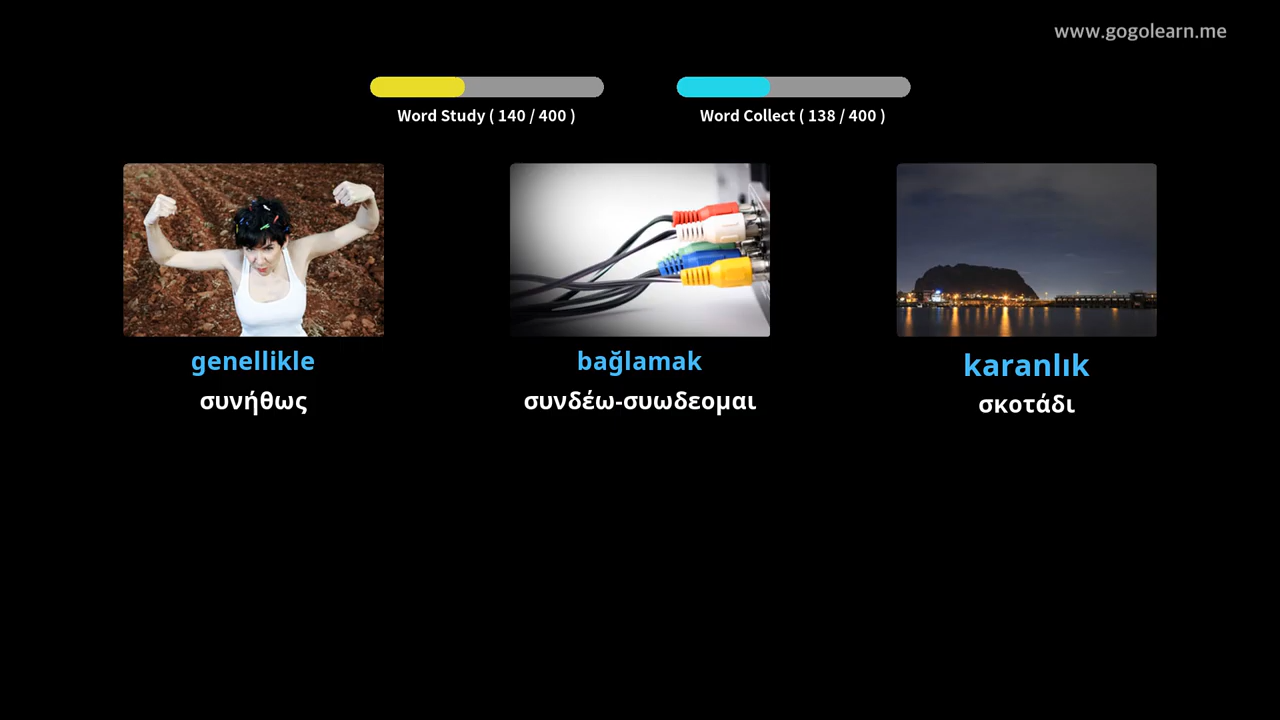 www.gogolearn.me
Word Study ( 140 / 400 )
Word Collect ( 138 / 400 )
genellikle
συνήθως
bağlamak
συνδέω-συωδεομαι
karanlık
σκοτάδι